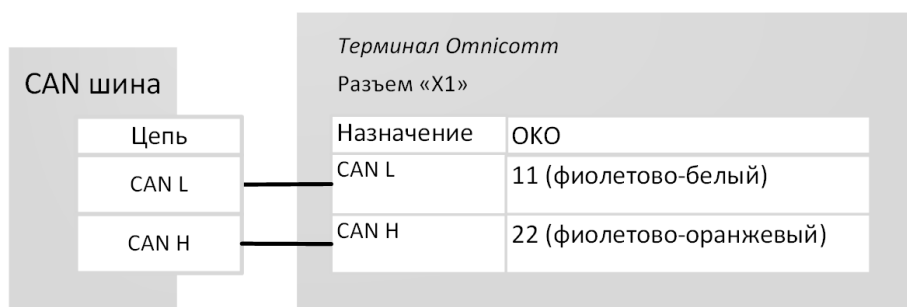 CAN шина
Цепь
CAN L
CAN H
Терминал Omnicomm
Разъем «X1»
Назначение ОКО
CAN L 11 (фиолетово-белый)
CAN H 22 (фиолетово-оранжевый)